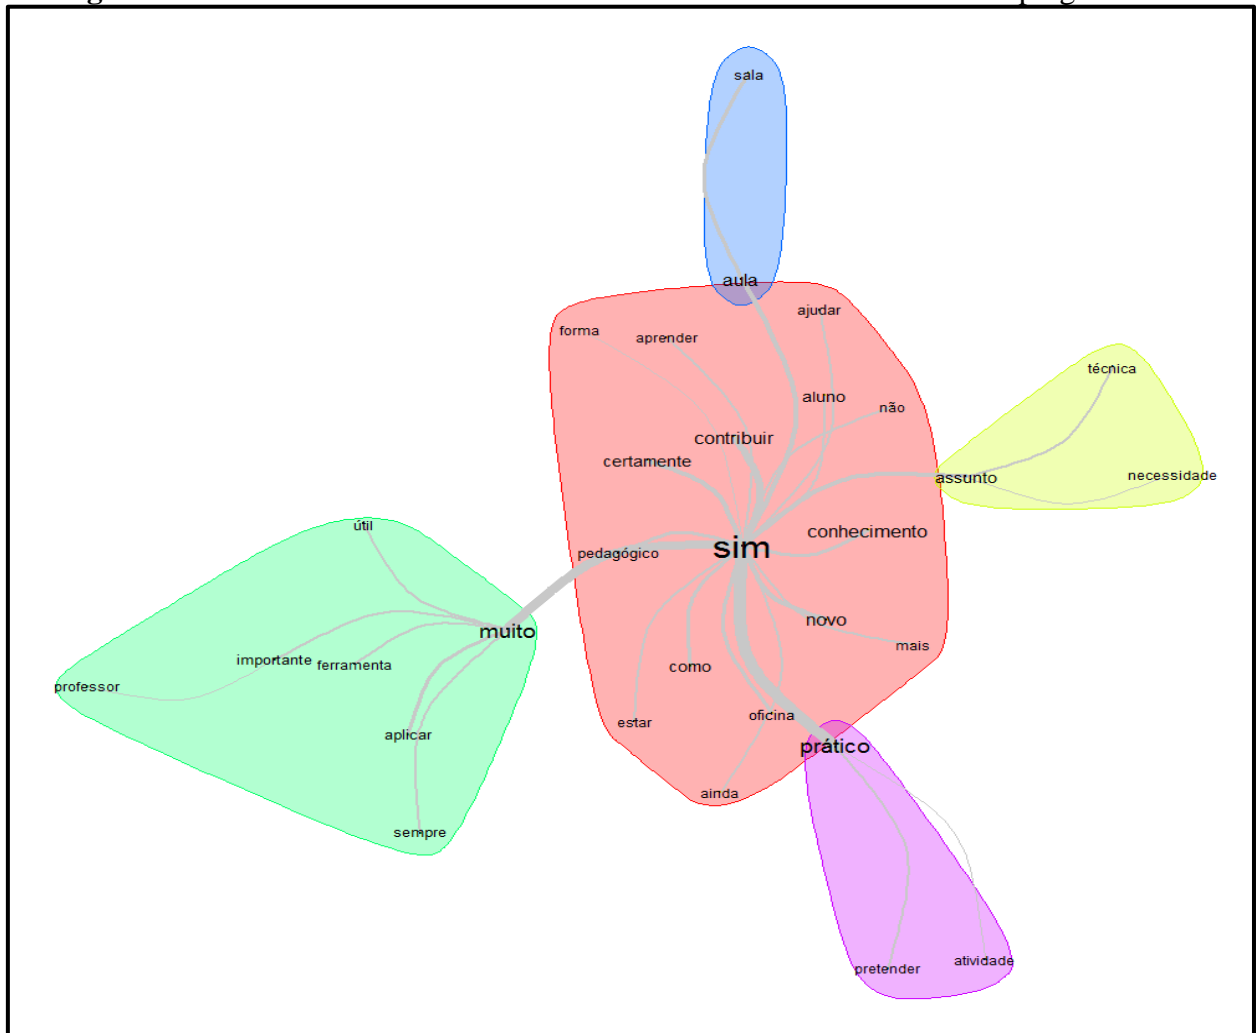 sala
aula
ajudar
forma
aprender
técnica
aluno
não
contribuir
certamente
assunto
necessidade
útil
pedagógico
sim
conhecimento
muito
novo
mais
importante
ferramenta
como
professor
estar
oficina
aplicar
prático
ainda
sempre
pretender
atividade